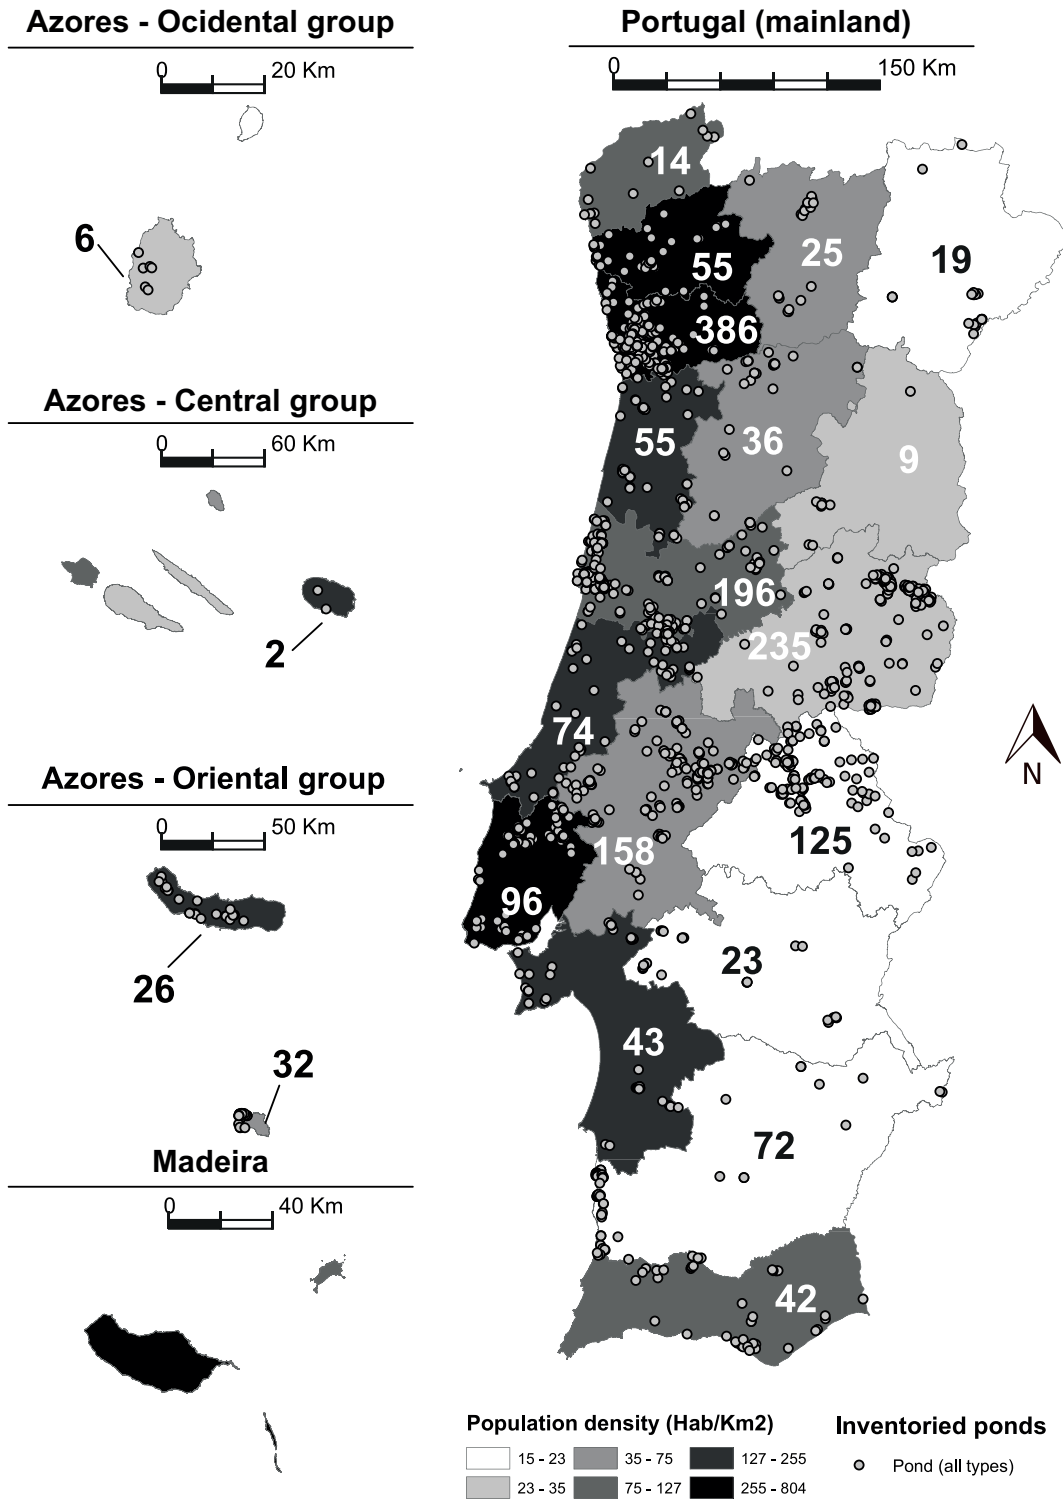 Azores - Ocidental group
0 20 Km
6
Azores - Central group
0 60 Km
2
Azores - Oriental group
0 50 Km
26
32
Madeira
0 40 Km
Portugal (mainland)
0 150 Km
14
55
25
19
386
55
36
9
196
235
74
125
158
96
23
43
72
42
N
Population density (Hab/Km2)
15 - 23 35 - 75 127 - 255
23 - 35 75 - 127 255 - 804
Inventoried ponds
Pond (all types)